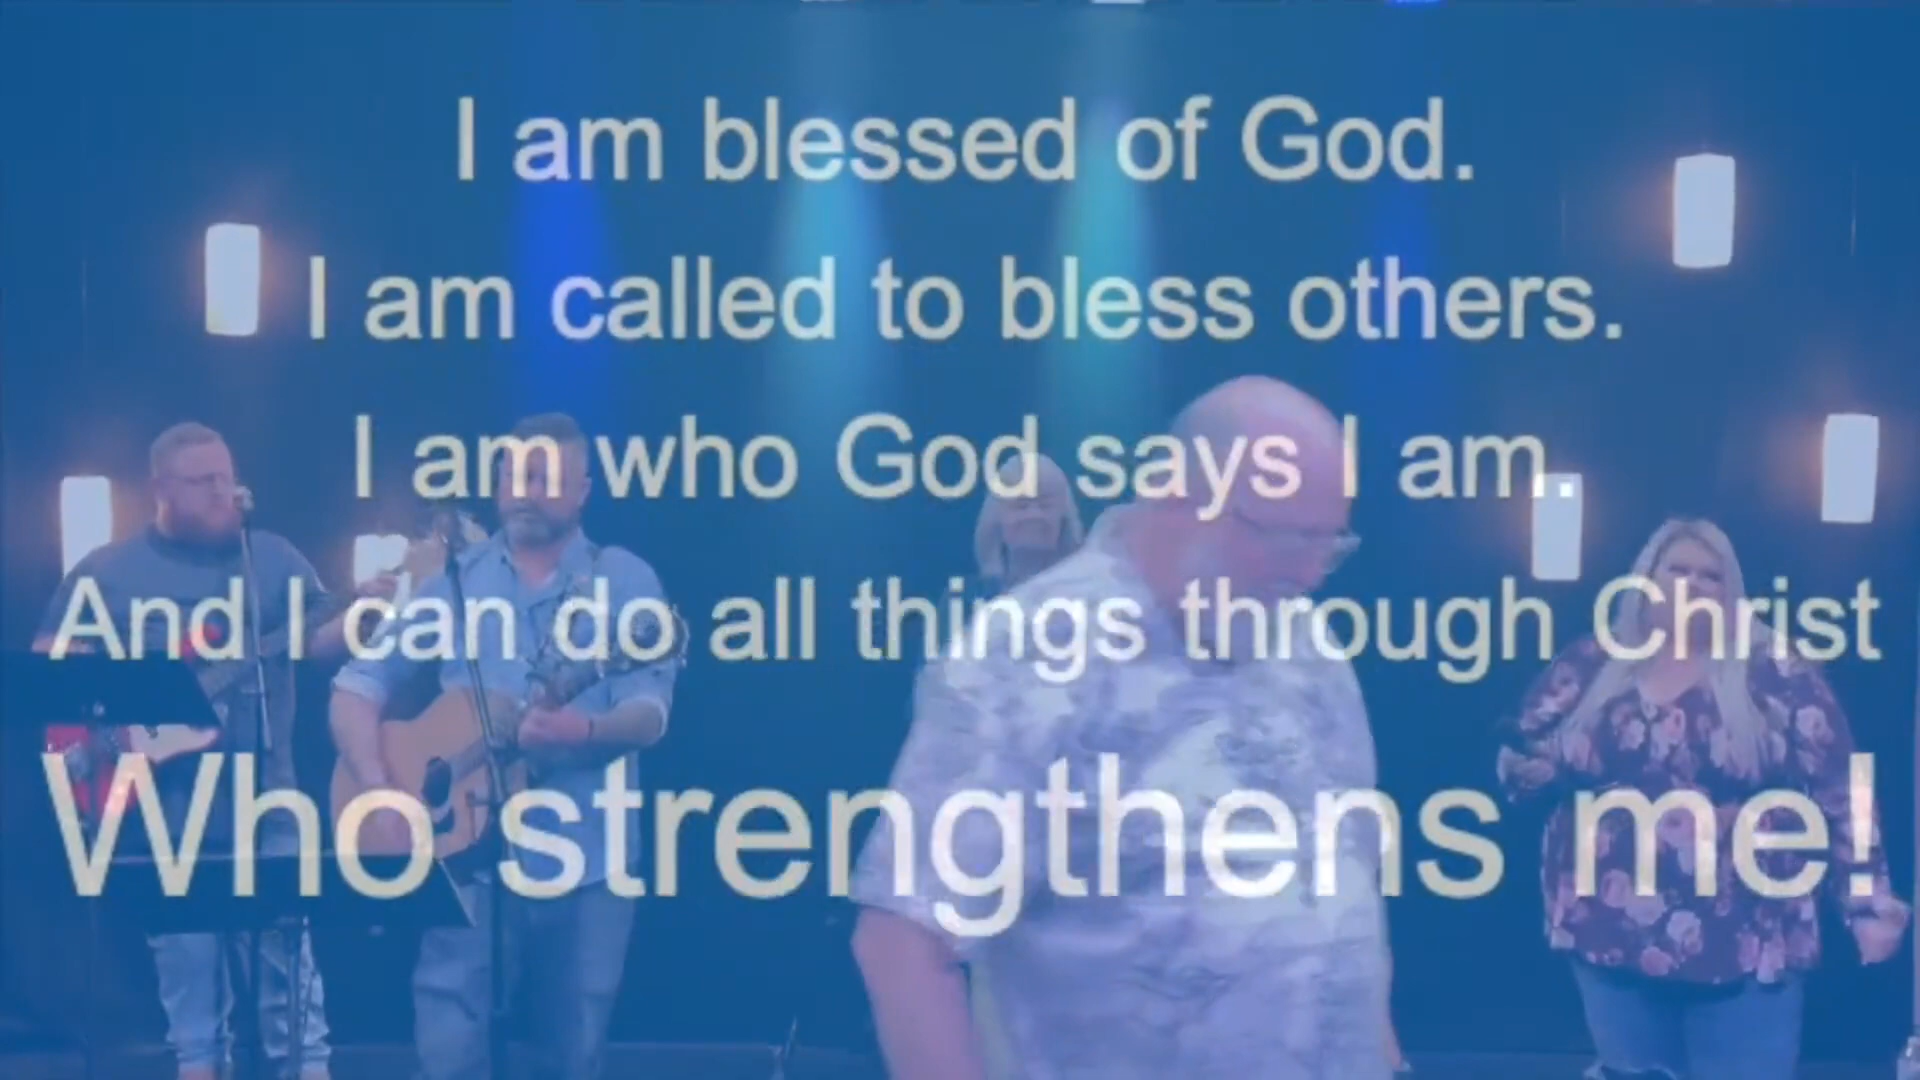 I am blessed of God.
I am called to bless others.
I am who God says I am.
And I can do all things through Christ
Who strengthens me!